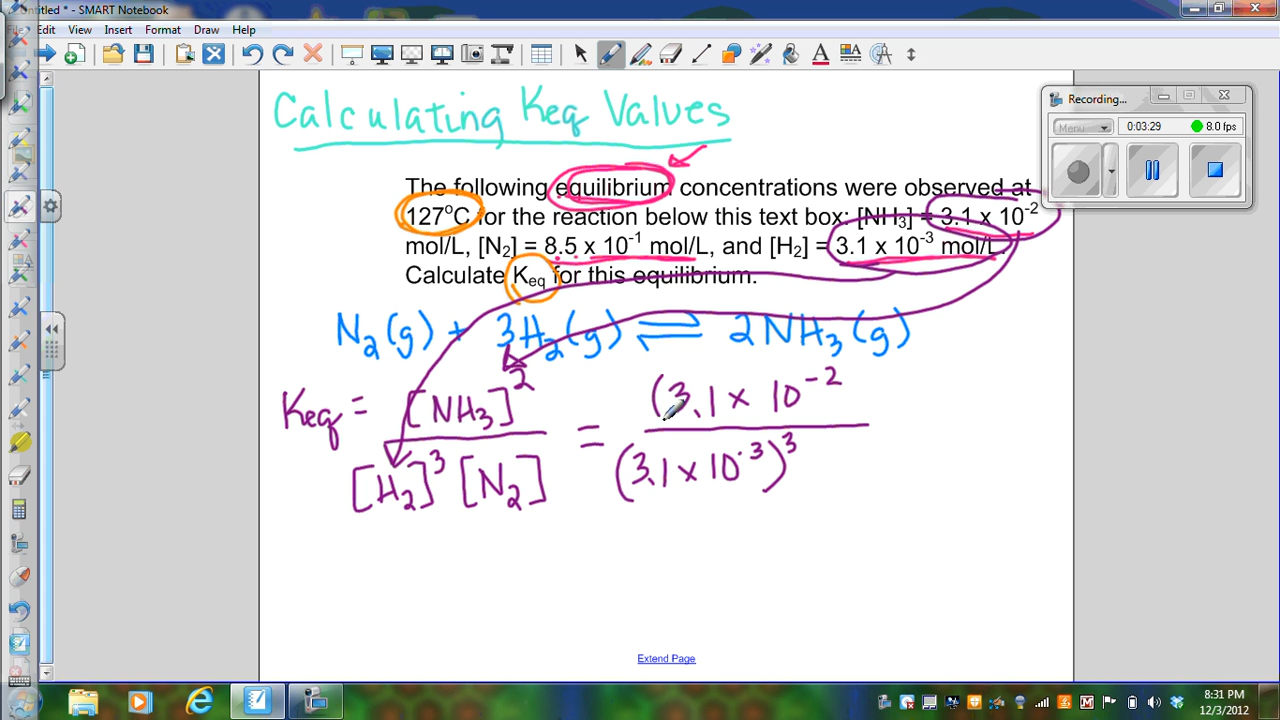 Untitled * - SMART Notebook
File Edit View Insert Format Draw Help
Recording...
Menu 0:03:29 8.0 fps
Calculating Keq Values
The following equilibrium concentrations were observed at
127°C for the reaction below this text box: [NH₃] = 3.1 x 10⁻²
mol/L, [N₂] = 8.5 x 10⁻¹ mol/L, and [H₂] = 3.1 x 10⁻³ mol/L.
Calculate Keq for this equilibrium.
N₂(g) + 3H₂(g) ⇌ 2NH₃(g)
Keq = [NH₃]² / [H₂]³ [N₂] = (3.1 x 10⁻² / (3.1 x 10⁻³)³
Extend Page
8:31 PM
12/3/2012